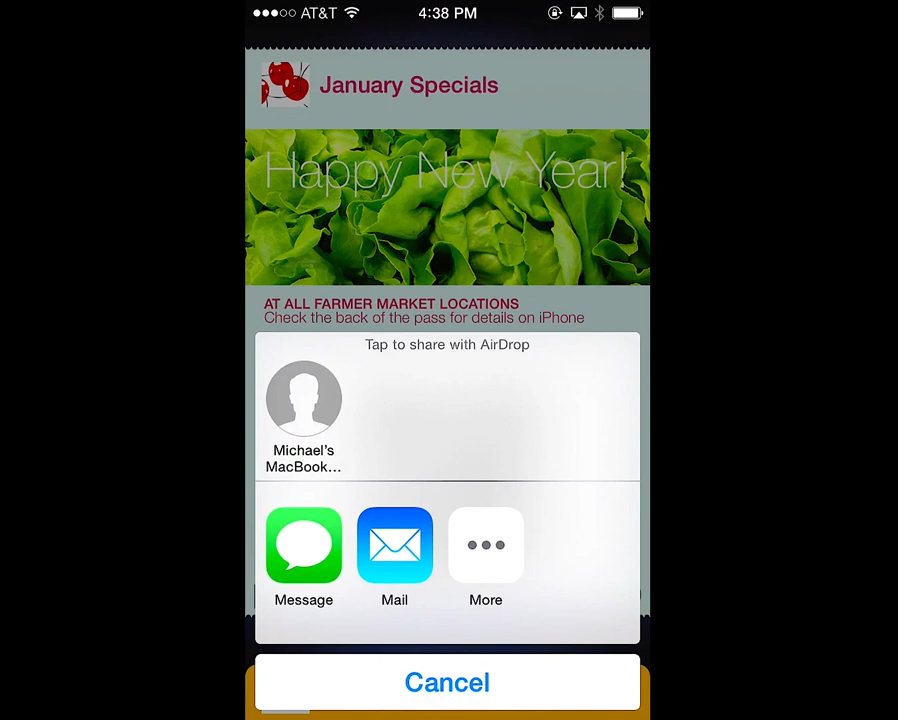 AT&T 4:38 PM
January Specials
Happy New Year!
AT ALL FARMER MARKET LOCATIONS
Check the back of the pass for details on iPhone
Tap to share with AirDrop
Michael's
MacBook...
Message Mail More
Cancel